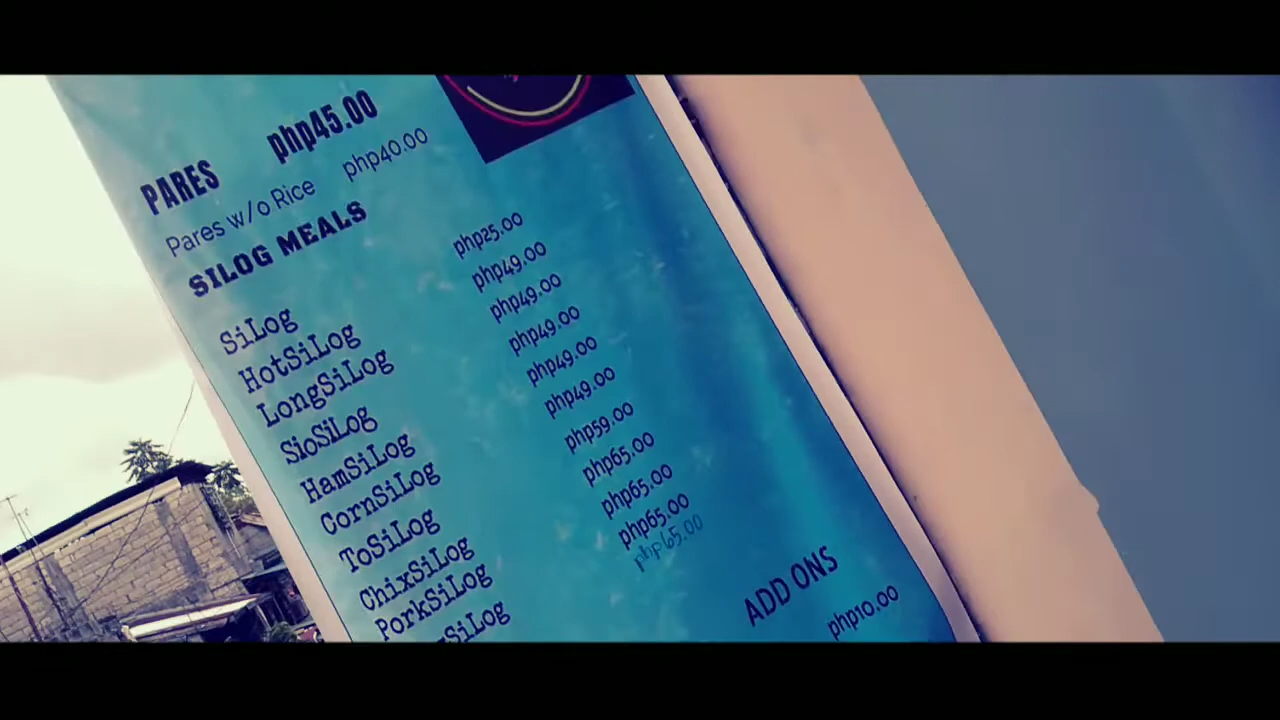 PARES php45.00
Pares w/o Rice php40.00
SILOG MEALS
SiLog php25.00
HotSiLog php49.00
LongSiLog php49.00
SioSiLog php49.00
HamSiLog php49.00
CornSiLog php49.00
ToSiLog php59.00
ChixSiLog php65.00
PorkSiLog php65.00
SiLog php65.00
php65.00
ADD ONS
php10.00